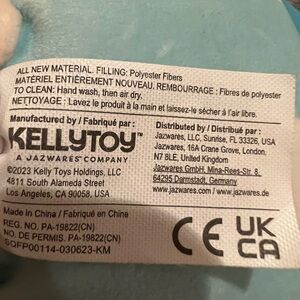 ALL NEW MATERIAL. FILLING: Polyester Fibers
MATÉRIEL ENTIÈREMENT NOUVEAU. REMBOURRAGE : Fibres de polyester
TO CLEAN: Hand wash, then air dry.
NETTOYAGE : Lavez le produit à la main et laissez-le sécher à l'air libre.
Manufactured by / Fabriqué par :
KELLYTOY™
A JAZWARES® COMPANY
©2023 Kelly Toys Holdings, LLC
4811 South Alameda Street
Los Angeles, CA 90058, USA
Distributed by / Distribué par :
Jazwares, LLC, Sunrise, FL 33326, USA
Jazwares, 16A Crane Grove, London,
N7 8LE, United Kingdom
Jazwares GmbH, Mina-Rees-Str. 8,
64295 Darmstadt, Germany
www.jazwares.com / www.jazwares.de
Made in China / Fabriqué en Chine
REG. NO. PA-19822(CN)
NO. DE PERMIS. PA-19822(CN)
SQFP00114-030623-KM
CE UK
CA